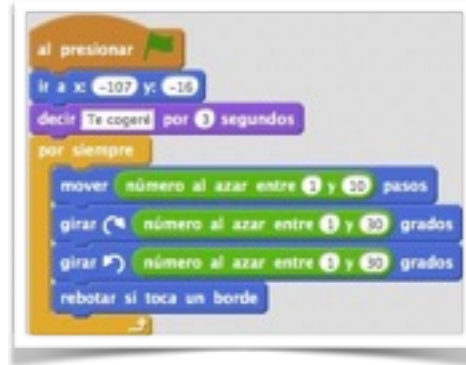 al presionar
ir a x: -107 y: -16
decir Te cogeré por 3 segundos
por siempre
mover número al azar entre 1 y 10 pasos
girar número al azar entre 1 y 30 grados
girar número al azar entre 1 y 30 grados
rebotar si toca un borde